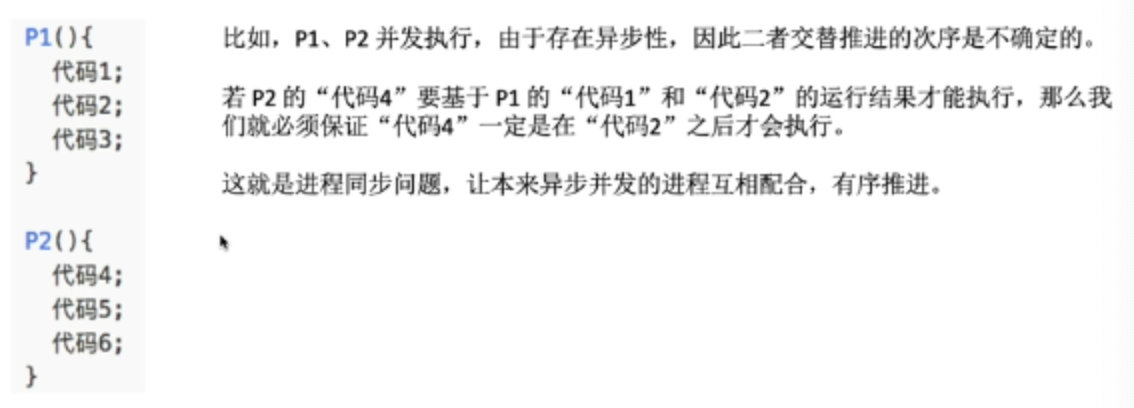 P1(){
代码1;
代码2;
代码3;
}
P2(){
代码4;
代码5;
代码6;
}
比如，P1、P2 并发执行，由于存在异步性，因此二者交替推进的次序是不确定的。
若 P2 的“代码4”要基于 P1 的“代码1”和“代码2”的运行结果才能执行，那么我
们就必须保证“代码4”一定是在“代码2”之后才会执行。
这就是进程同步问题，让本来异步并发的进程互相配合，有序推进。